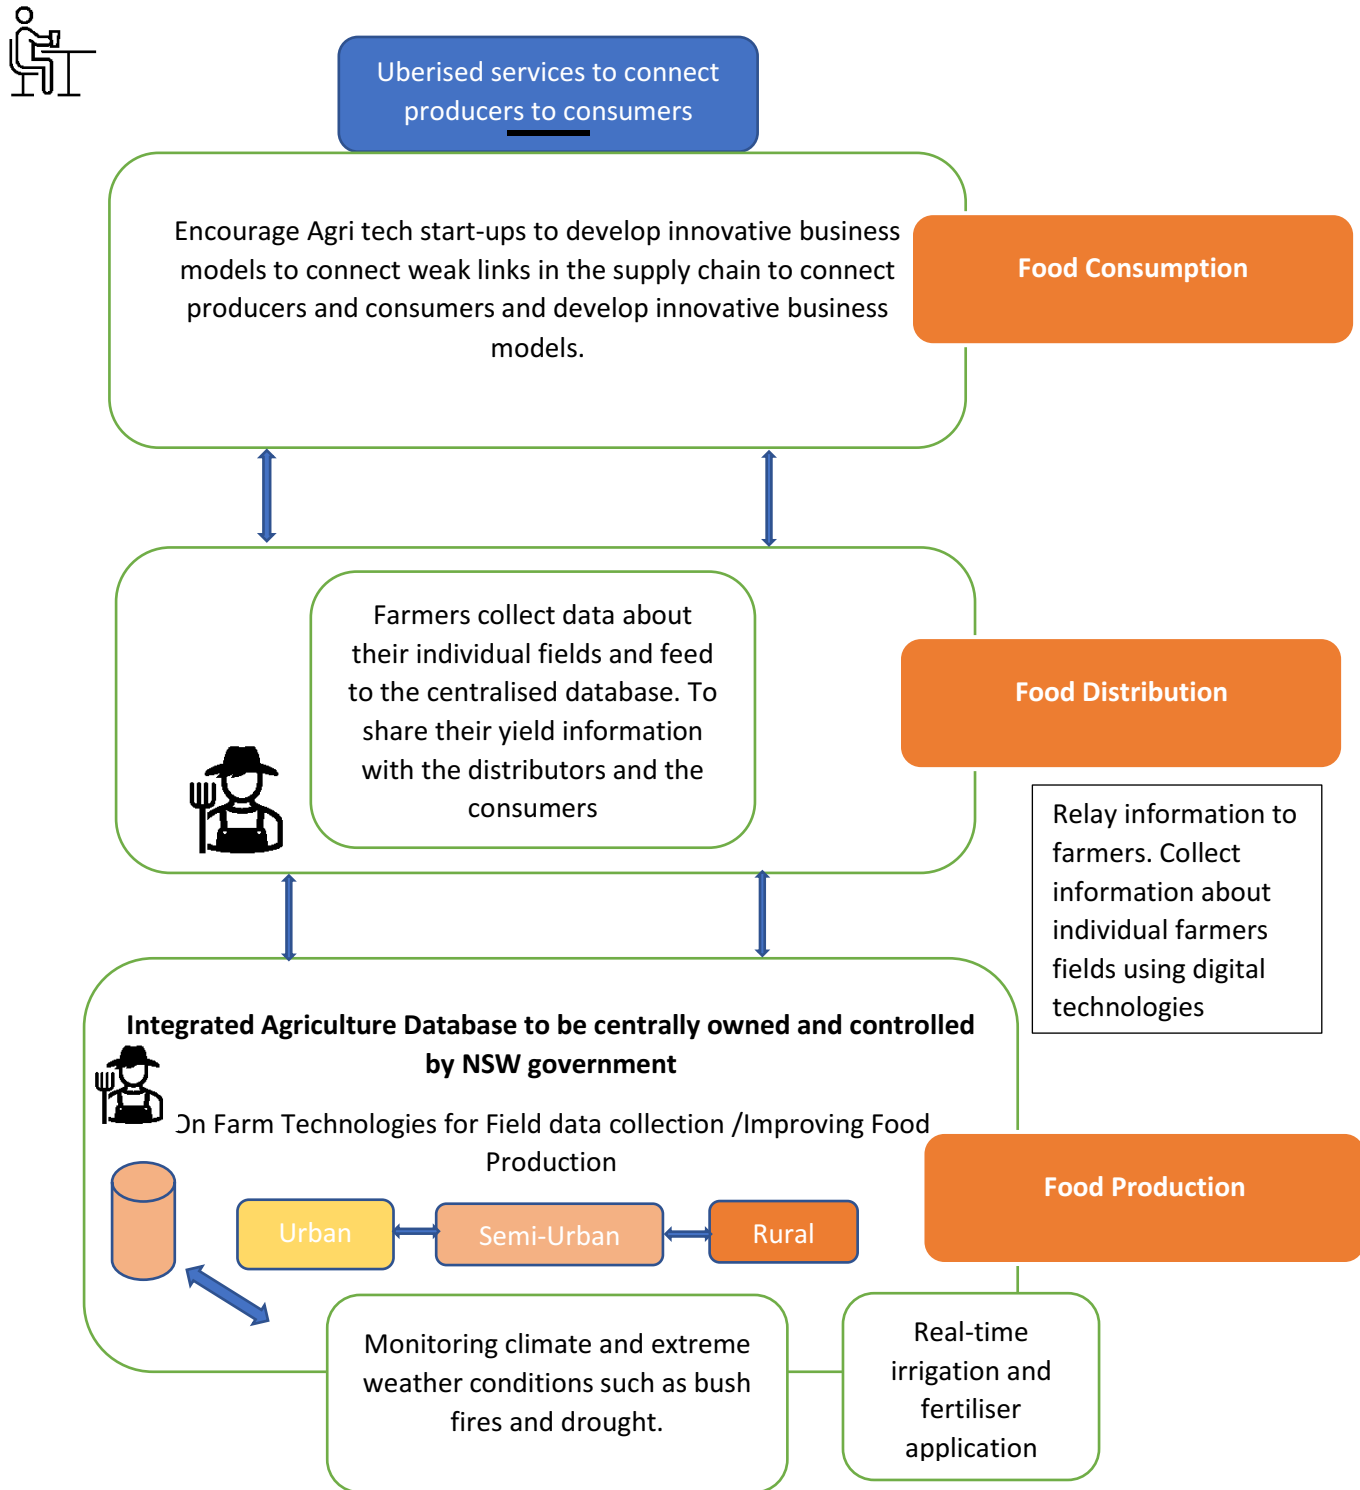 Uberised services to connect
producers to consumers
Encourage Agri tech start-ups to develop innovative business
models to connect weak links in the supply chain to connect
producers and consumers and develop innovative business
models.
Food Consumption
Farmers collect data about
their individual fields and feed
to the centralised database. To
share their yield information
with the distributors and the
consumers
Food Distribution
Relay information to
farmers. Collect
information about
individual farmers
fields using digital
technologies
Integrated Agriculture Database to be centrally owned and controlled
by NSW government
On Farm Technologies for Field data collection /Improving Food
Production
Food Production
Urban
Semi-Urban
Rural
Monitoring climate and extreme
weather conditions such as bush
fires and drought.
Real-time
irrigation and
fertiliser
application